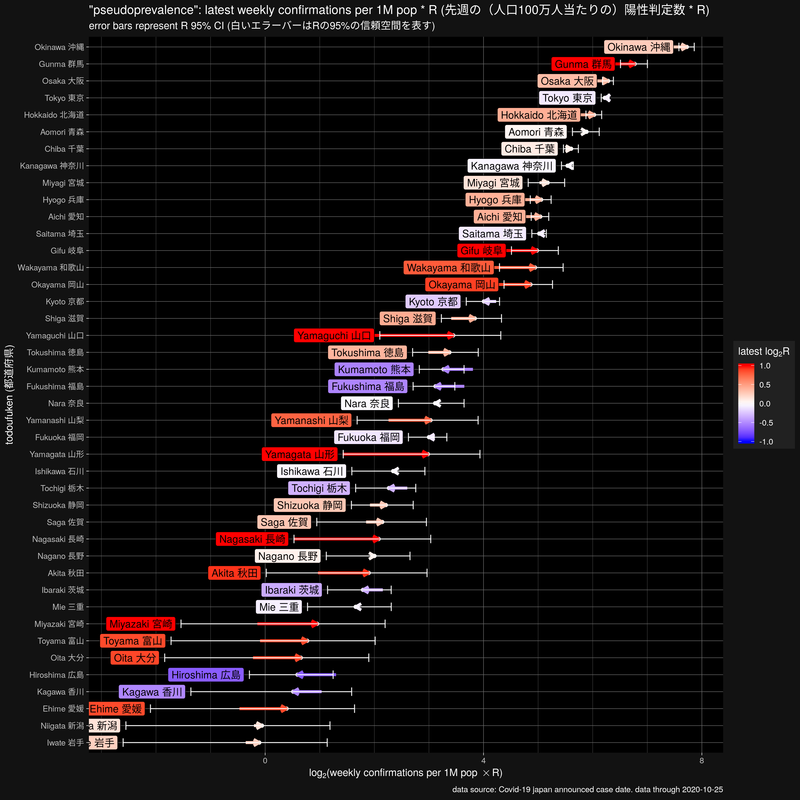 "pseudoprevalence": latest weekly confirmations per 1M pop * R (先週の（人口100万人当たりの）陽性判定数 * R)
error bars represent R 95% CI (白いエラーバーはRの95%の信頼空間を表す)
Okinawa 沖縄 Okinawa 沖縄
Gunma 群馬 Gunma 群馬
Osaka 大阪 Osaka 大阪
Tokyo 東京 Tokyo 東京
Hokkaido 北海道 Hokkaido 北海道
Aomori 青森 Aomori 青森
Chiba 千葉 Chiba 千葉
Kanagawa 神奈川 Kanagawa 神奈川
Miyagi 宮城 Miyagi 宮城
Hyogo 兵庫 Hyogo 兵庫
Aichi 愛知 Aichi 愛知
Saitama 埼玉 Saitama 埼玉
Gifu 岐阜 Gifu 岐阜
Wakayama 和歌山 Wakayama 和歌山
Okayama 岡山 Okayama 岡山
Kyoto 京都 Kyoto 京都
Shiga 滋賀 Shiga 滋賀
Yamaguchi 山口 Yamaguchi 山口
Tokushima 徳島 Tokushima 徳島
Kumamoto 熊本 Kumamoto 熊本
Fukushima 福島 Fukushima 福島
Nara 奈良 Nara 奈良
Yamanashi 山梨 Yamanashi 山梨
Fukuoka 福岡 Fukuoka 福岡
Yamagata 山形 Yamagata 山形
Ishikawa 石川 Ishikawa 石川
Tochigi 栃木 Tochigi 栃木
Shizuoka 静岡 Shizuoka 静岡
Saga 佐賀 Saga 佐賀
Nagasaki 長崎 Nagasaki 長崎
Nagano 長野 Nagano 長野
Akita 秋田 Akita 秋田
Ibaraki 茨城 Ibaraki 茨城
Mie 三重 Mie 三重
Miyazaki 宮崎 Miyazaki 宮崎
Toyama 富山 Toyama 富山
Oita 大分 Oita 大分
Hiroshima 広島 Hiroshima 広島
Kagawa 香川 Kagawa 香川
Ehime 愛媛 Ehime 愛媛
Niigata 新潟 a 新潟
Iwate 岩手 岩手
todoufuken (都道府県)
0 4 8
log₂(weekly confirmations per 1M pop × R)
latest log₂R
1.0
0.5
0.0
-0.5
-1.0
data source: Covid-19 japan announced case date. data through 2020-10-25